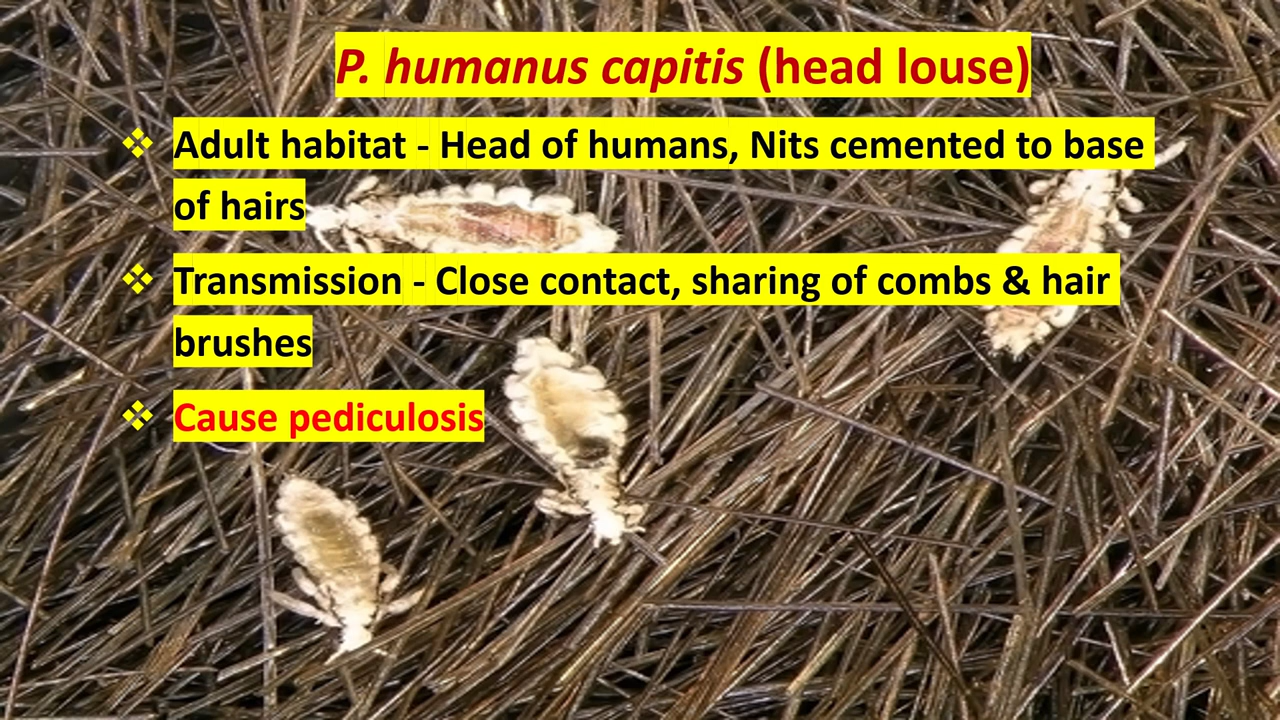 P. humanus capitis (head louse)
Adult habitat - Head of humans, Nits cemented to base
of hairs
Transmission - Close contact, sharing of combs & hair
brushes
Cause pediculosis